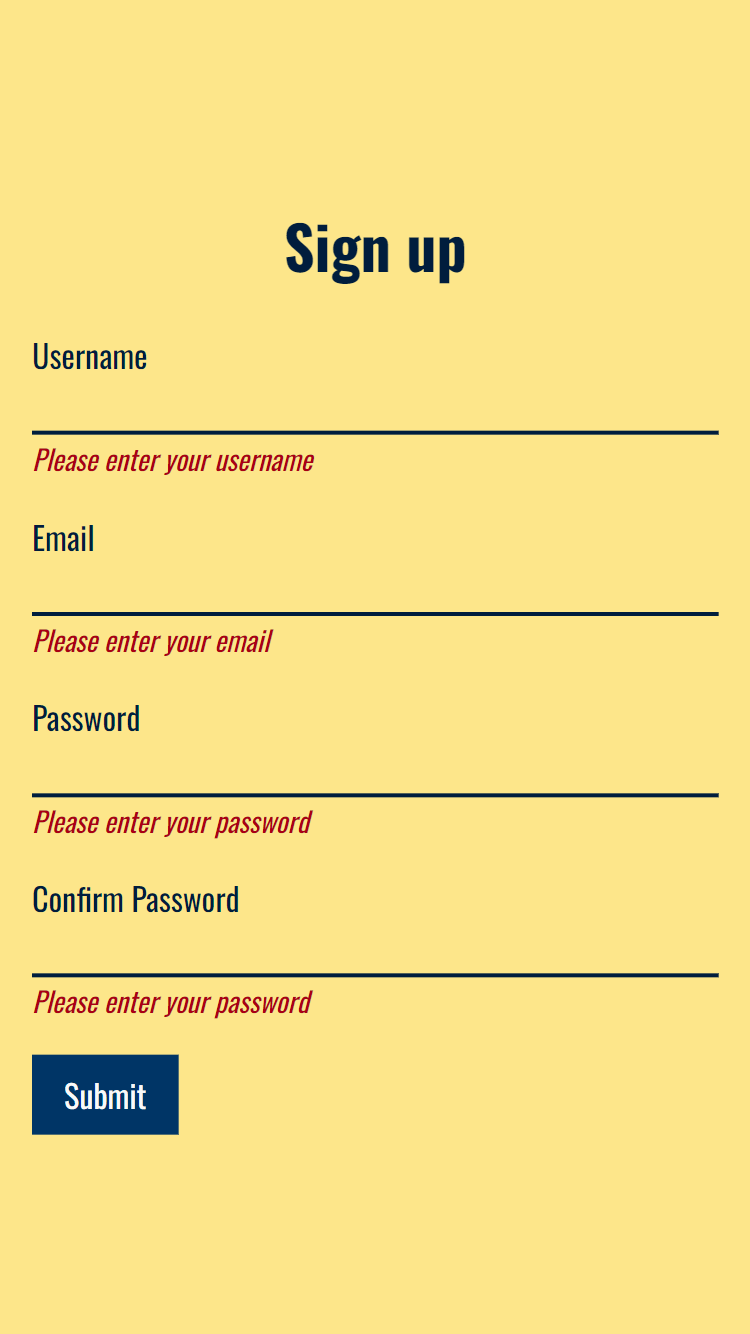 Sign up
Username
Please enter your username
Email
Please enter your email
Password
Please enter your password
Confirm Password
Please enter your password
Submit